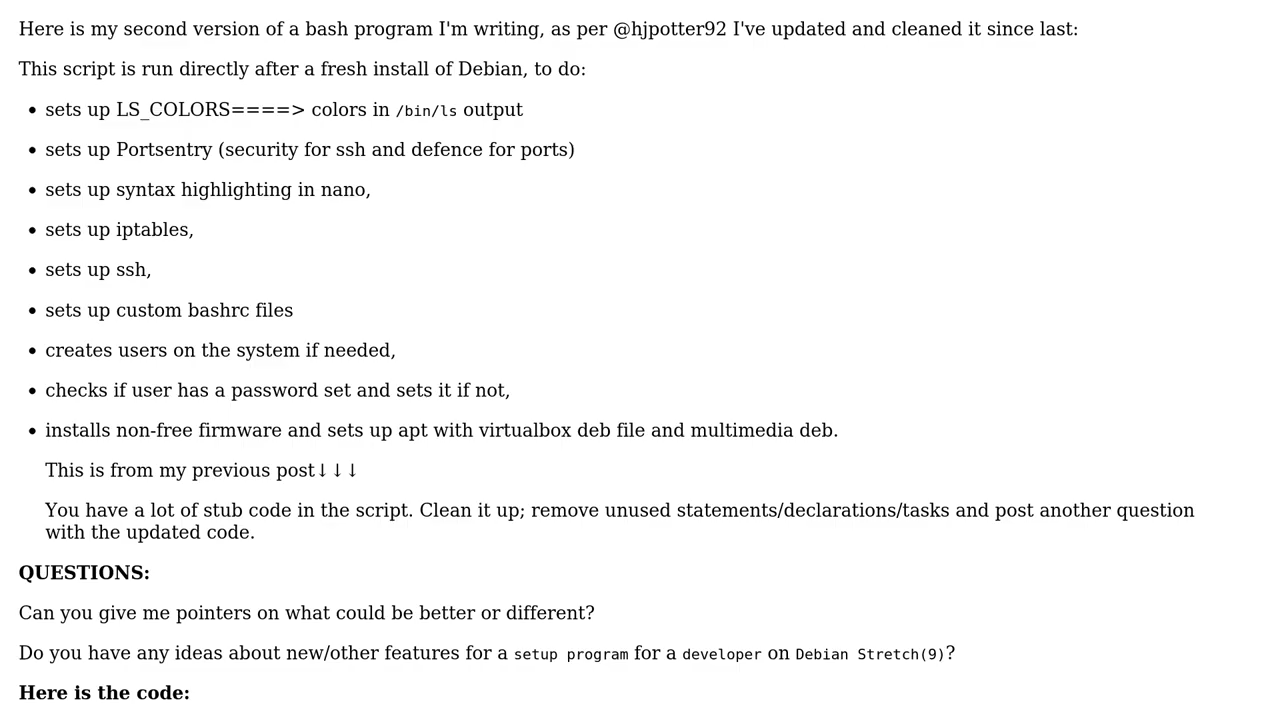 Here is my second version of a bash program I'm writing, as per @hjpotter92 I've updated and cleaned it since last:
This script is run directly after a fresh install of Debian, to do:
• sets up LS_COLORS====> colors in /bin/ls output
• sets up Portsentry (security for ssh and defence for ports)
• sets up syntax highlighting in nano,
• sets up iptables,
• sets up ssh,
• sets up custom bashrc files
• creates users on the system if needed,
• checks if user has a password set and sets it if not,
• installs non-free firmware and sets up apt with virtualbox deb file and multimedia deb.
This is from my previous post↓↓↓
You have a lot of stub code in the script. Clean it up; remove unused statements/declarations/tasks and post another question
with the updated code.
QUESTIONS:
Can you give me pointers on what could be better or different?
Do you have any ideas about new/other features for a setup program for a developer on Debian Stretch(9)?
Here is the code: